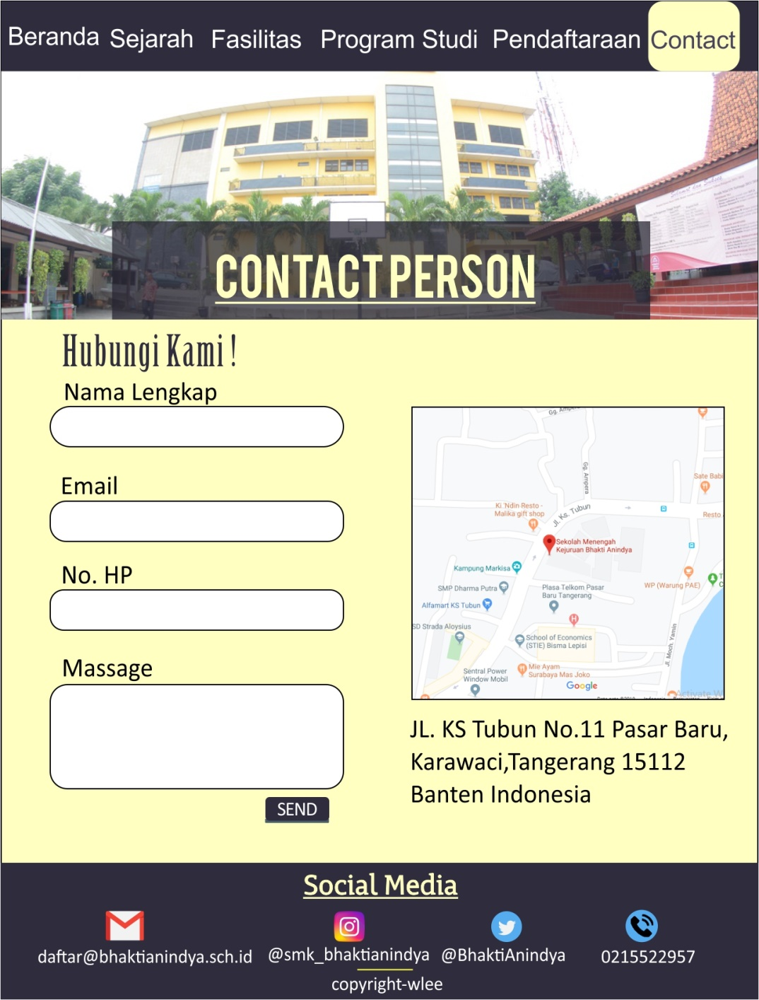 Beranda Sejarah Fasilitas Program Studi Pendaftaraan Contact
Selamat dan Sukses
CONTACT PERSON
Hubungi Kami !
Nama Lengkap
Email
No. HP
Massage
SEND
Gg. Ampera
Gg. Ampera
Sate Babi
Ki 'Ndin Resto -
Malika gift shop
Jl. Ks. Tubun
Resto
Sekolah Menengah
Kejuruan Bhakti Anindya
Kampung Markisa
SMP Dharma Putra
Plasa Telkom Pasar
Baru Tangerang
WP (Warung PAE)
T
C
Alfamart KS Tubun
H
SD Strada Aloysius
School of Economics
(STIE) Bisma Lepisi
Jl. Moch. Yamin
Sentral Power
Window Mobil
Mie Ayam
Surabaya Mas Joko
Google
Activate W
JL. KS Tubun No.11 Pasar Baru,
Karawaci,Tangerang 15112
Banten Indonesia
Social Media
daftar@bhaktianindya.sch.id @smk_bhaktianindya @BhaktiAnindya 0215522957
copyright-wlee